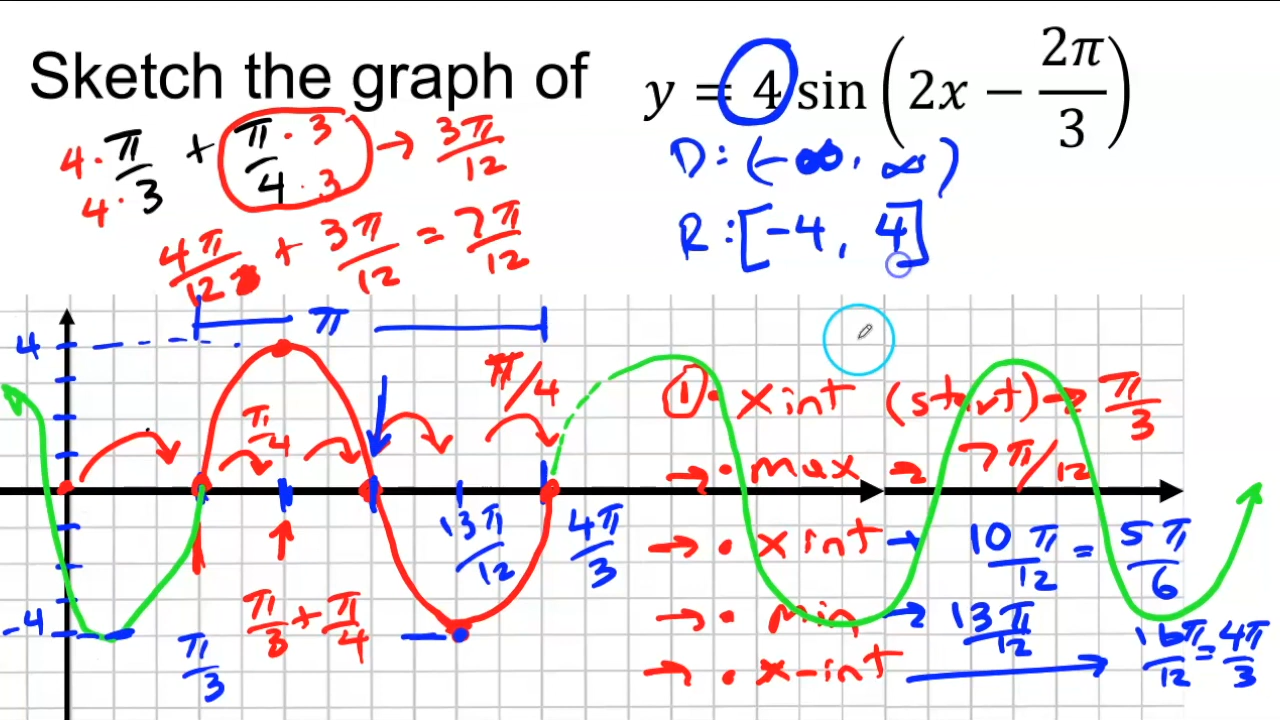 Sketch the graph of y = 4 sin(2x − 2π/3)
4·π/4·3 + π·3/4·3 → 3π/12
4π/12 + 3π/12 = 7π/12
D: (-∞, ∞)
R: [-4, 4]
π
4
π/4
π/4
① · x int (start) → π/3
→ · max → 7π/12
→ · x int → 10π/12 = 5π/6
→ · min → 13π/12
→ · x-int → 16π/12 = 4π/3
13π/12
4π/3
-4
π/3 + π/4
π/3